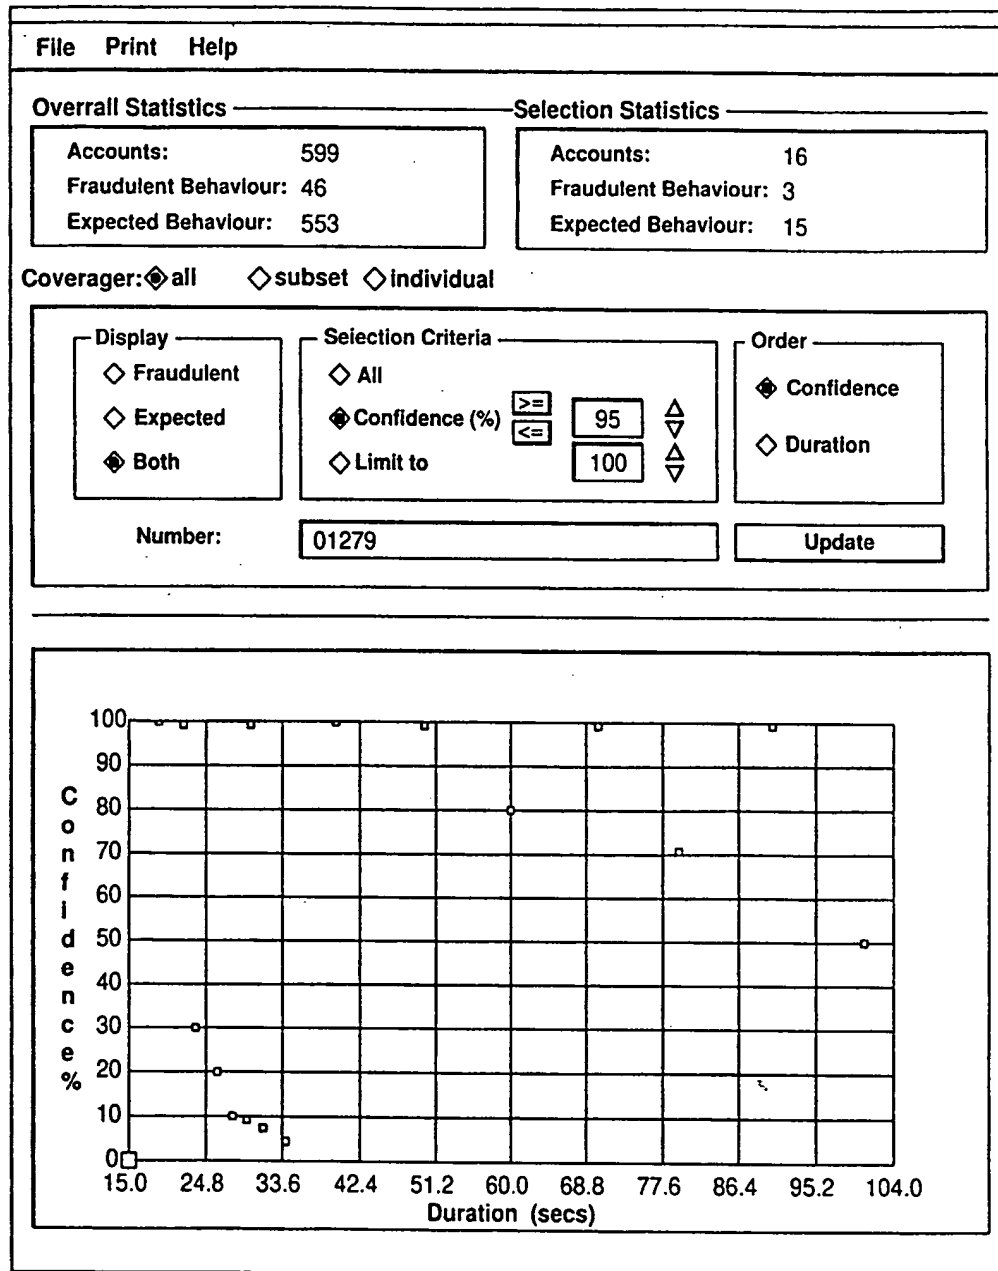 File Print Help
Overrall Statistics
Accounts: 599
Fraudulent Behaviour: 46
Expected Behaviour: 553
Selection Statistics
Accounts: 16
Fraudulent Behaviour: 3
Expected Behaviour: 15
Coverager: all subset individual
Display
Fraudulent
Expected
Both
Selection Criteria
All
Confidence (%) >= <= 95
Limit to 100
Order
Confidence
Duration
Number: 01279 Update
Confidence %
100
90
80
70
60
50
40
30
20
10
0
15.0 24.8 33.6 42.4 51.2 60.0 68.8 77.6 86.4 95.2 104.0
Duration (secs)